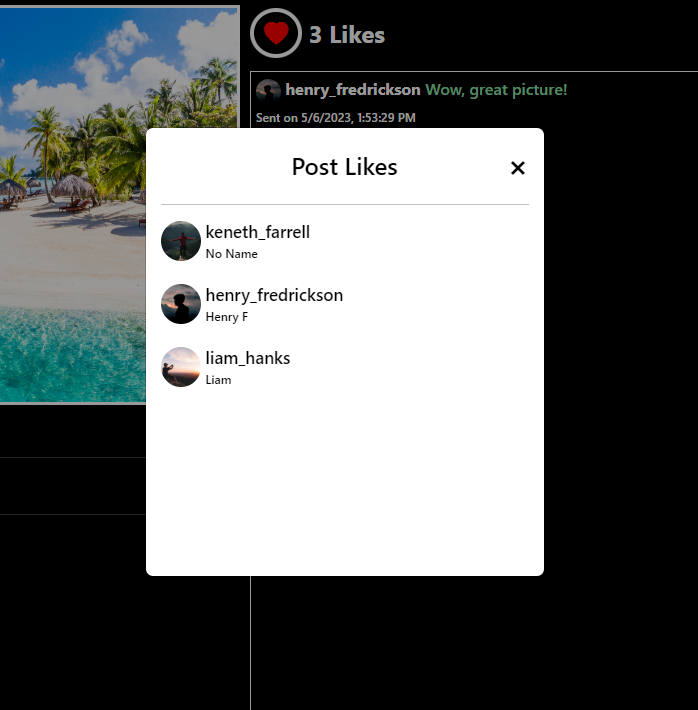 3 Likes
henry_fredrickson Wow, great picture!
Sent on 5/6/2023, 1:53:29 PM
Post Likes
keneth_farrell
No Name
henry_fredrickson
Henry F
liam_hanks
Liam